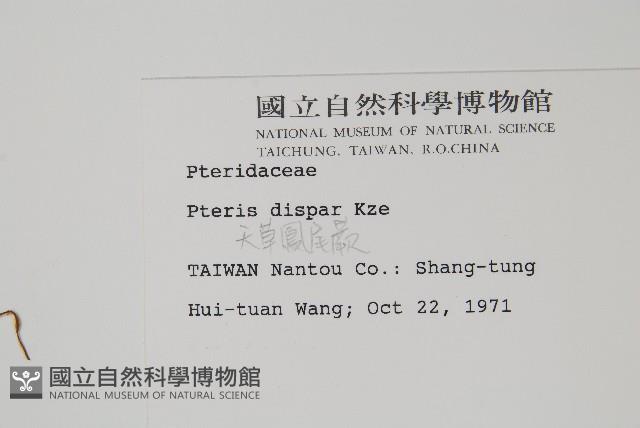 國立自然科學博物館
NATIONAL MUSEUM OF NATURAL SCIENCE
TAICHUNG, TAIWAN, R.O.CHINA
Pteridaceae
Pteris dispar Kze
天草鳳尾蕨
TAIWAN Nantou Co.: Shang-tung
Hui-tuan Wang; Oct 22, 1971
國立自然科學博物館
NATIONAL MUSEUM OF NATURAL SCIENCE